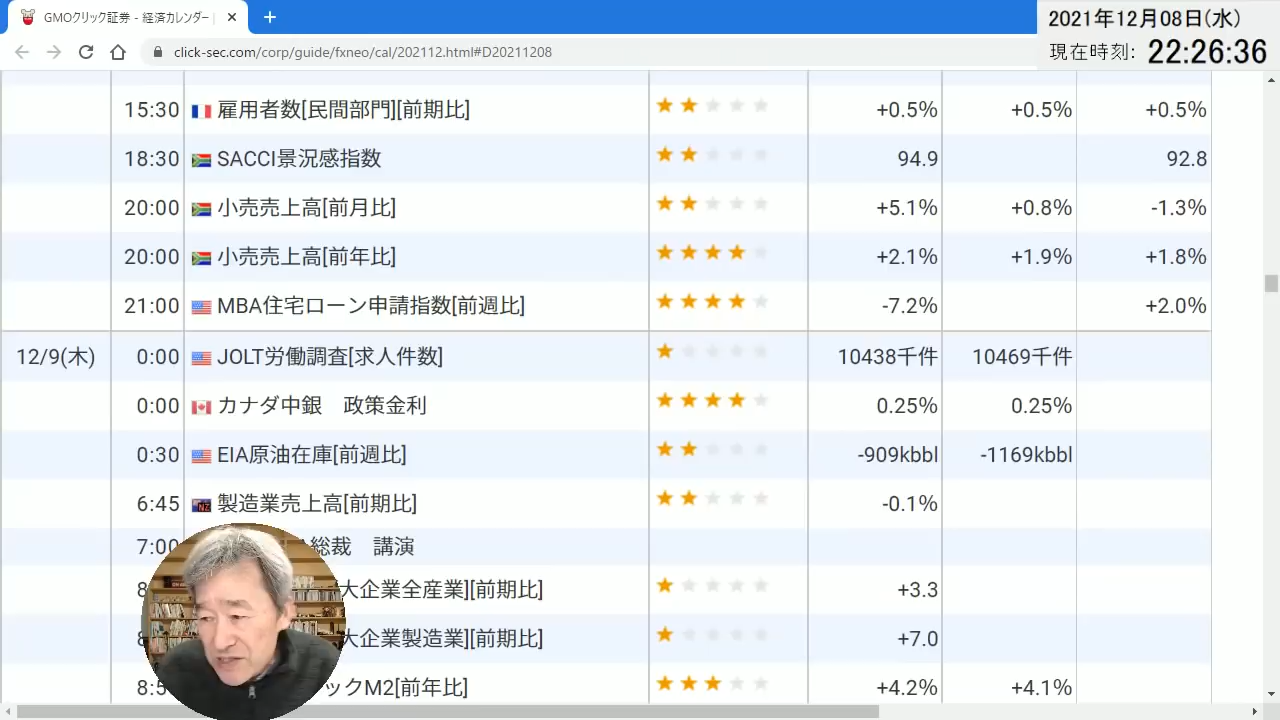 GMOクリック証券 - 経済カレンダー
2021年12月08日(水)
現在時刻: 22:26:36
click-sec.com/corp/guide/fxneo/cal/202112.html#D20211208
15:30 雇用者数[民間部門][前期比] +0.5% +0.5% +0.5%
18:30 SACCI景況感指数 94.9 92.8
20:00 小売売上高[前月比] +5.1% +0.8% -1.3%
20:00 小売売上高[前年比] +2.1% +1.9% +1.8%
21:00 MBA住宅ローン申請指数[前週比] -7.2% +2.0%
12/9(木) 0:00 JOLT労働調査[求人件数] 10438千件 10469千件
0:00 カナダ中銀 政策金利 0.25% 0.25%
0:30 EIA原油在庫[前週比] -909kbbl -1169kbbl
6:45 製造業売上高[前期比] -0.1%
7:00 総裁 講演
大企業全産業][前期比] +3.3
大企業製造業][前期比] +7.0
8:5 ックM2[前年比] +4.2% +4.1%